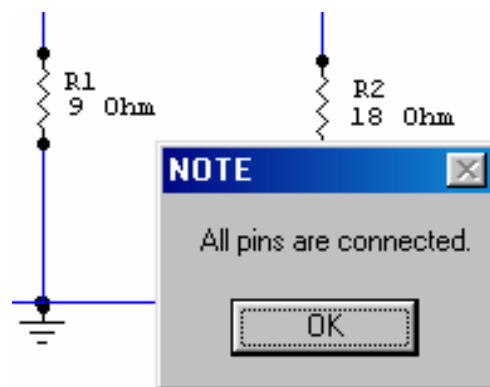 R1
9 Ohm
R2
18 Ohm
NOTE
All pins are connected.
OK